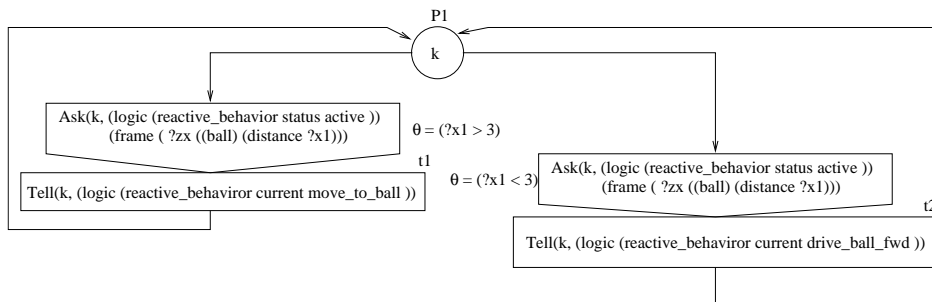 P1
k
Ask(k, (logic (reactive_behavior status active ))
(frame ( ?zx ((ball) (distance ?x1)))
θ = (?x1 > 3)
t1
Tell(k, (logic (reactive_behaviror current move_to_ball ))
θ = (?x1 < 3)
Ask(k, (logic (reactive_behavior status active ))
(frame ( ?zx ((ball) (distance ?x1)))
t2
Tell(k, (logic (reactive_behaviror current drive_ball_fwd ))